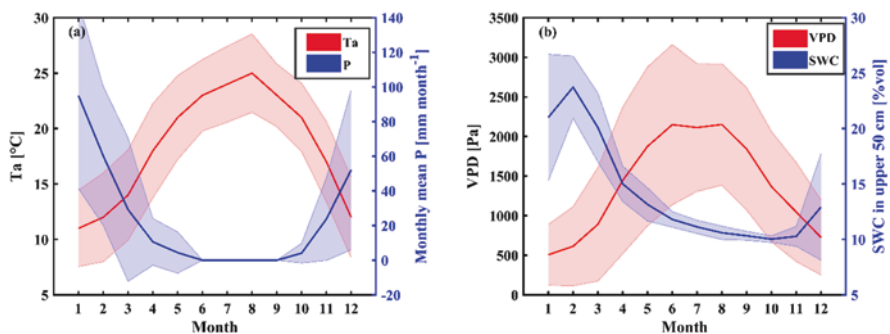 (a)
Ta
P
Ta [°C]
30
25
20
15
10
5
140
120
100
80
60
40
20
0
-20
Monthly mean P [mm month⁻¹]
1 2 3 4 5 6 7 8 9 10 11 12
Month
(b)
VPD
SWC
VPD [Pa]
3500
3000
2500
2000
1500
1000
500
0
30
25
20
15
10
5
SWC in upper 50 cm [%vol]
1 2 3 4 5 6 7 8 9 10 11 12
Month